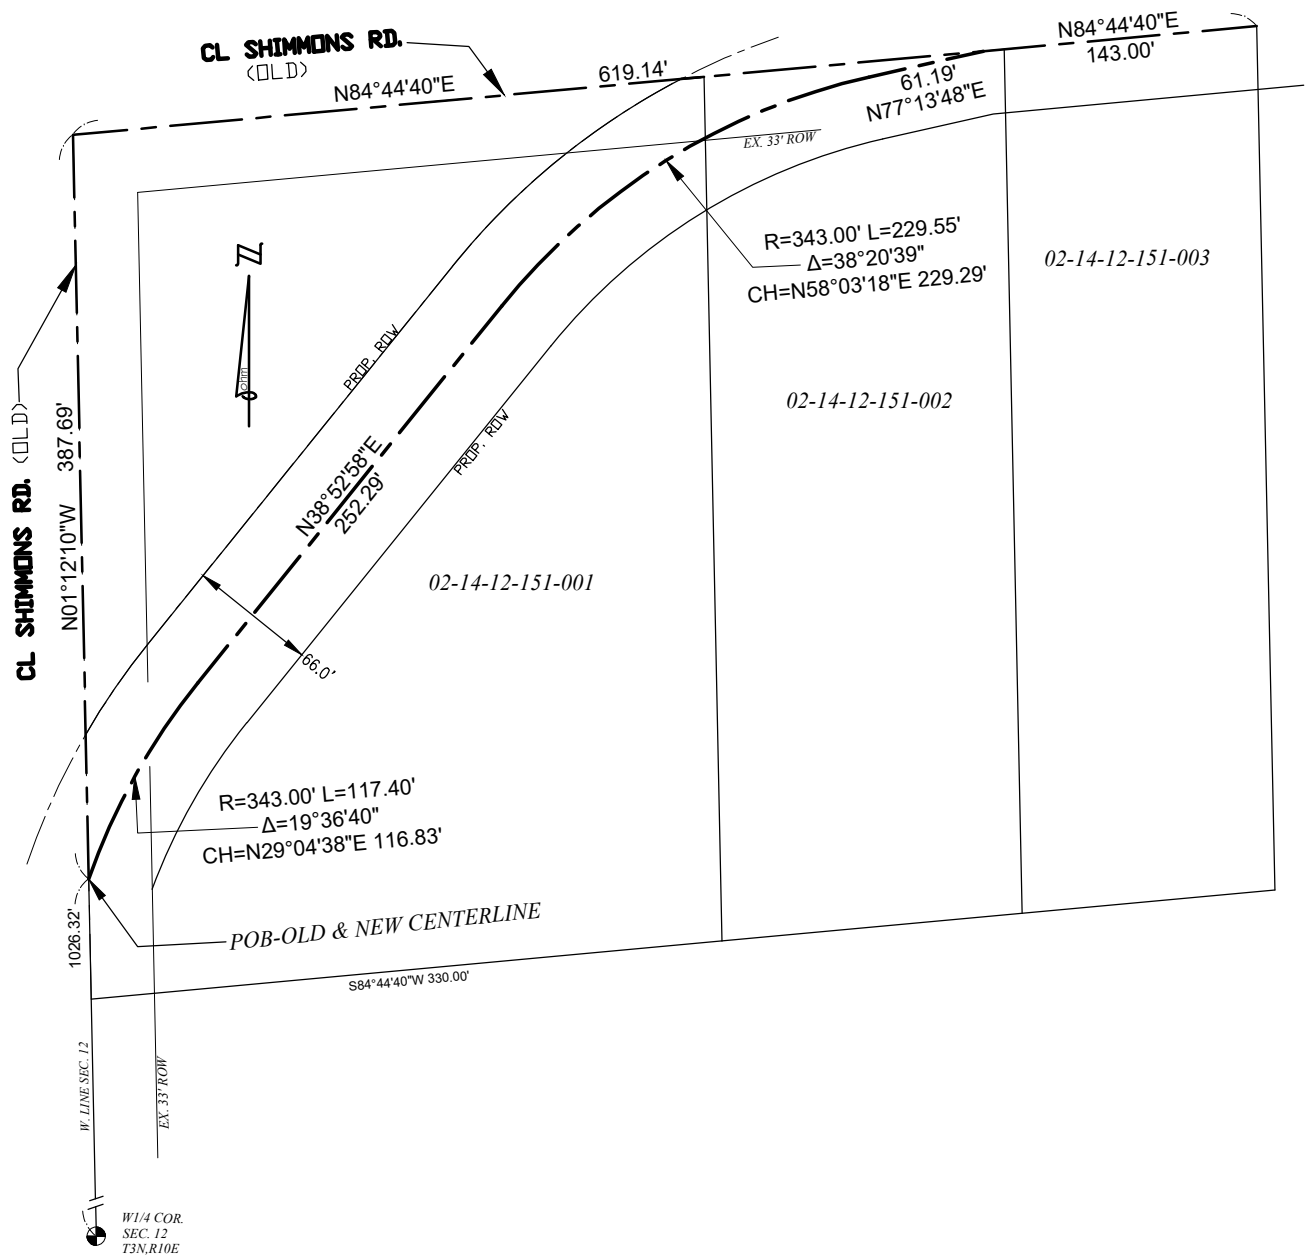 CL SHIMMONS RD.
(OLD)
N84°44'40"E
619.14'
N84°44'40"E
143.00'
61.19'
N77°13'48"E
EX. 33' ROW
R=343.00' L=229.55'
Δ=38°20'39"
CH=N58°03'18"E 229.29'
02-14-12-151-003
Z
ohm
PROP. ROW
PROP. ROW
02-14-12-151-002
CL SHIMMONS RD. (OLD)
N01°12'10"W 387.69'
N38°52'58"E
252.29'
02-14-12-151-001
66.0'
R=343.00' L=117.40'
Δ=19°36'40"
CH=N29°04'38"E 116.83'
POB-OLD & NEW CENTERLINE
1026.32'
S84°44'40"W 330.00'
W. LINE SEC. 12
EX. 33' ROW
W1/4 COR.
SEC. 12
T3N,R10E